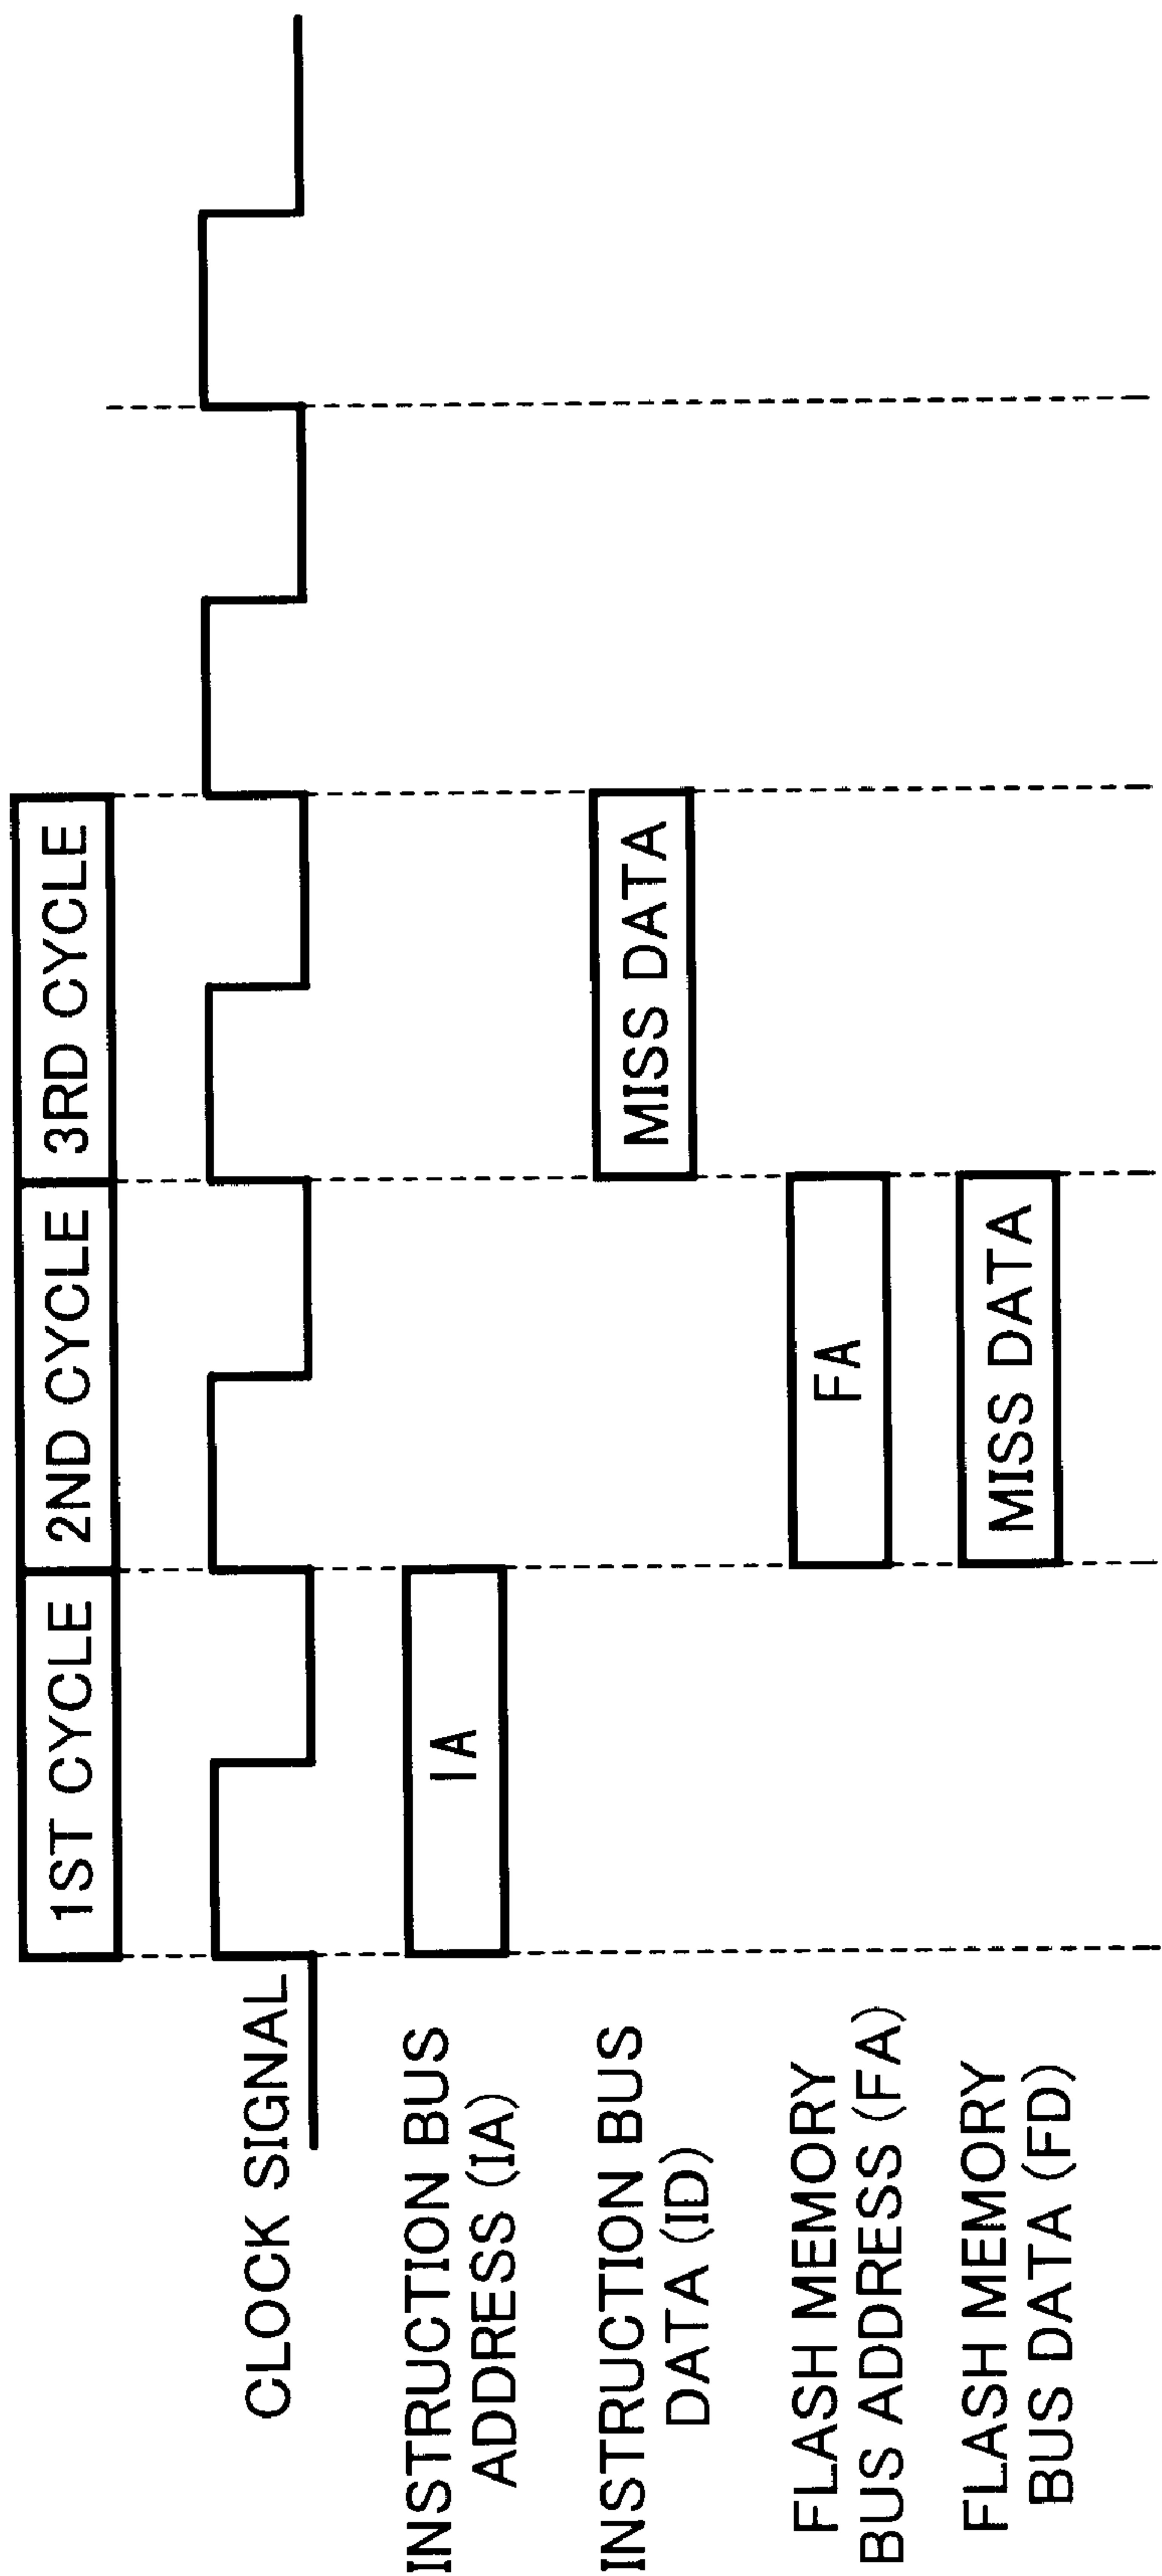 1ST CYCLE 2ND CYCLE 3RD CYCLE
CLOCK SIGNAL
INSTRUCTION BUS
ADDRESS (IA)
IA
INSTRUCTION BUS
DATA (ID)
MISS DATA
FLASH MEMORY
BUS ADDRESS (FA)
FA
FLASH MEMORY
BUS DATA (FD)
MISS DATA